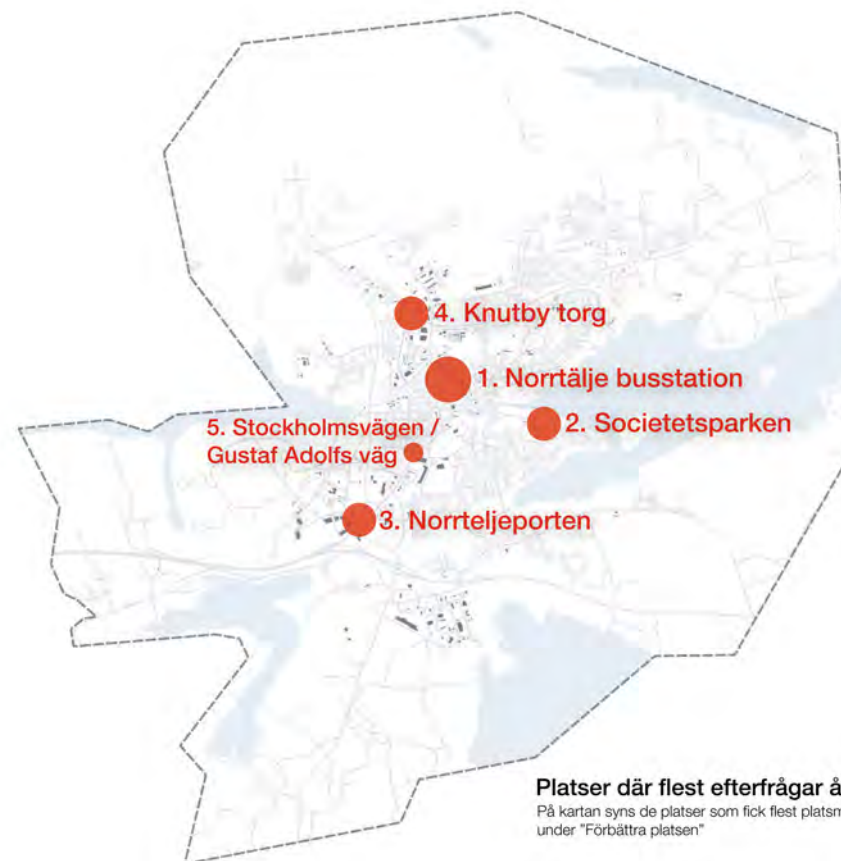 4. Knutby torg
1. Norrtälje busstation
2. Societetsparken
5. Stockholmsvägen /
Gustaf Adolfs väg
3. Norrteljeporten
Platser där flest efterfrågar
På kartan syns de platser som fick flest
under ”Förbättra platsen”